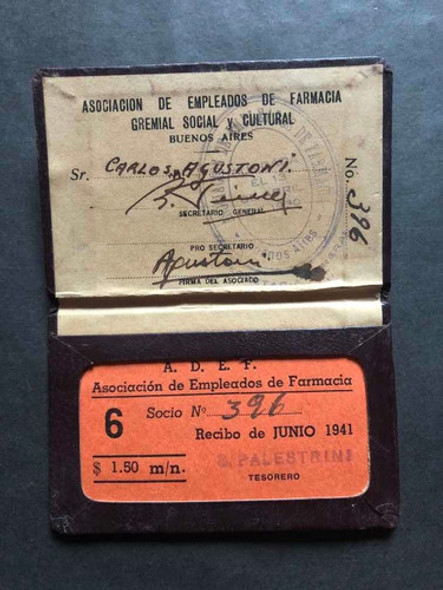 ASOCIACION DE EMPLEADOS DE FARMACIA
GREMIAL SOCIAL y CULTURAL
BUENOS AIRES
Sr. CARLOS AGUSTONI
No. 396
SECRETARIO GENERAL
PRO SECRETARIO
Agustoni
FIRMA DEL ASOCIADO
A. D. E. F.
Asociación de Empleados de Farmacia
6 Socio Nº 396
Recibo de JUNIO 1941
$ 1.50 m/n.
PALESTRINI
TESORERO